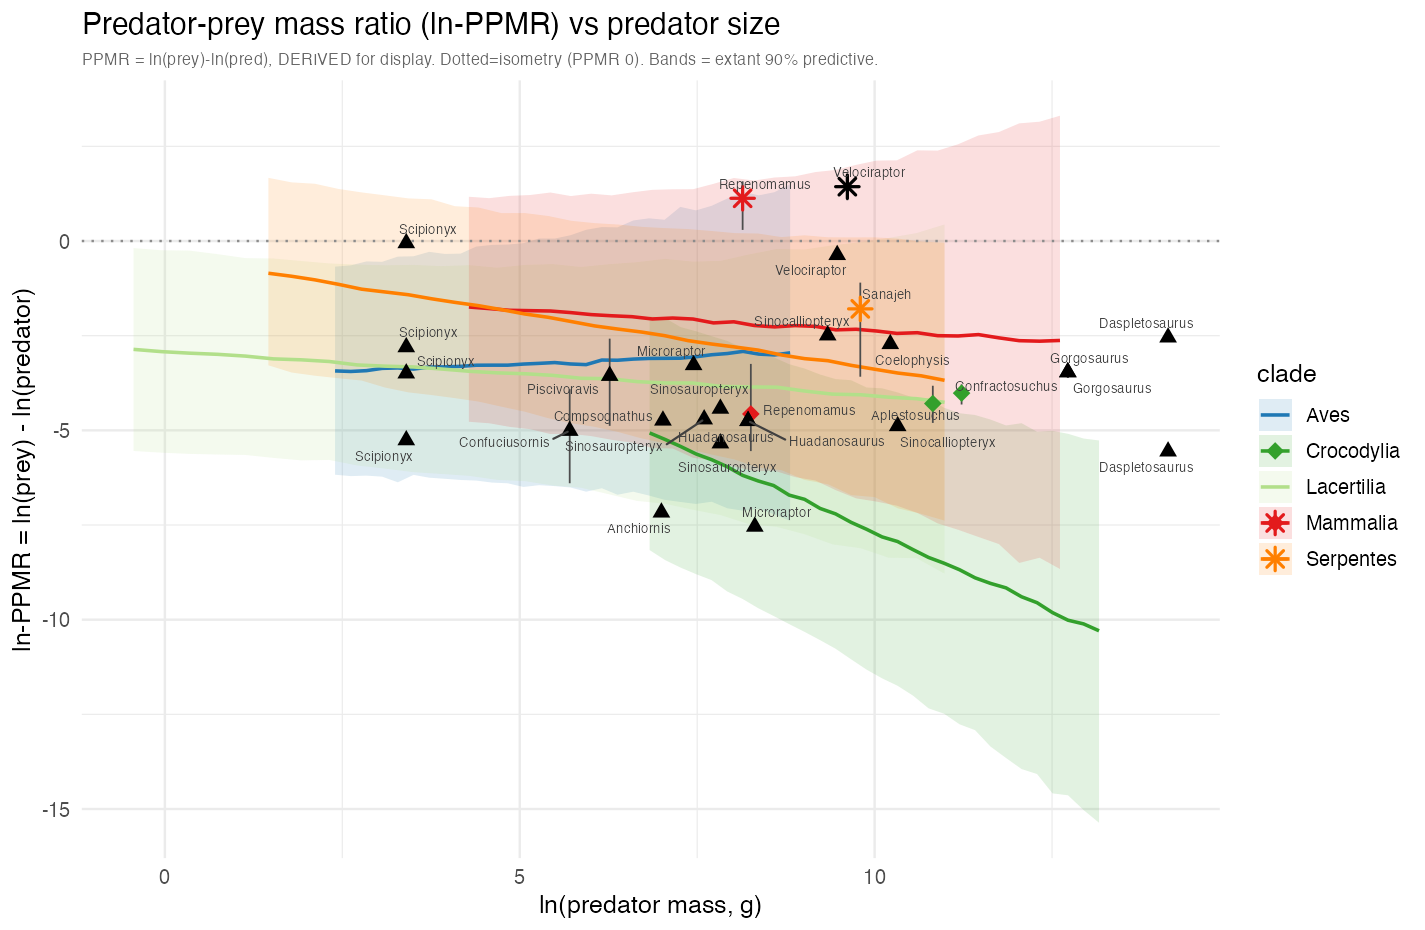 Predator-prey mass ratio (ln-PPMR) vs predator size
PPMR = ln(prey)-ln(pred), DERIVED for display. Dotted=isometry (PPMR 0). Bands = extant 90% predictive.
ln-PPMR = ln(prey) - ln(predator)
0
-5
-10
-15
Velociraptor
Repenomamus
Scipionyx
Velociraptor
Sanajeh
Sinocalliopteryx
Daspletosaurus
Scipionyx
Microraptor
Coelophysis
Gorgosaurus
Scipionyx
Piscivoravis
Sinosauropteryx
Confractosuchus
Gorgosaurus
Compsognathus
Repenomamus
Aplestosuchus
Confuciusornis
Sinosauropteryx
Huadanosaurus
Huadanosaurus
Sinocalliopteryx
Scipionyx
Sinosauropteryx
Daspletosaurus
Microraptor
Anchiornis
0
5
10
ln(predator mass, g)
clade
Aves
Crocodylia
Lacertilia
Mammalia
Serpentes